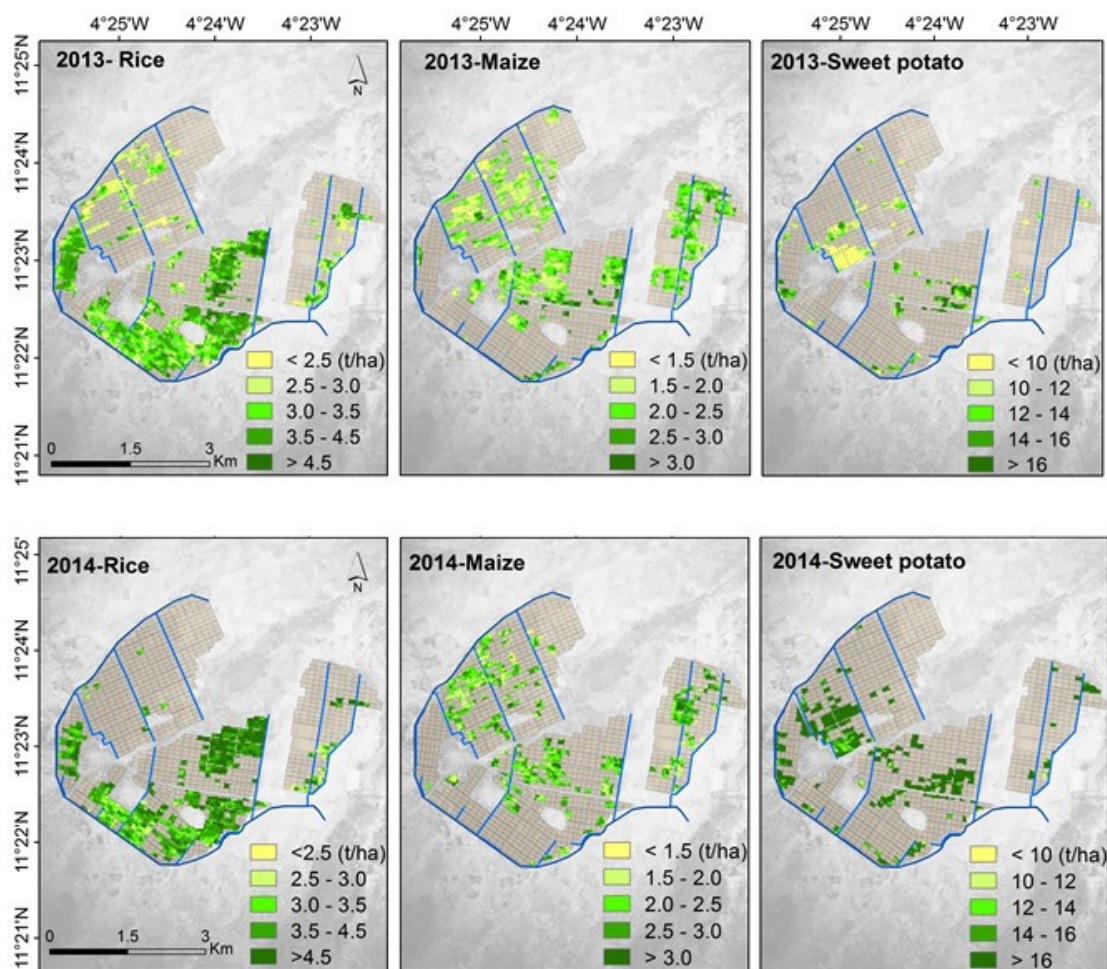 4°25'W 4°24'W 4°23'W 4°25'W 4°24'W 4°23'W 4°25'W 4°24'W 4°23'W
11°25'N
11°24'N
11°23'N
11°22'N
11°21'N
2013- Rice
N
< 2.5 (t/ha)
2.5 - 3.0
3.0 - 3.5
3.5 - 4.5
> 4.5
0 1.5 3
Km
2013-Maize
< 1.5 (t/ha)
1.5 - 2.0
2.0 - 2.5
2.5 - 3.0
> 3.0
2013-Sweet potato
< 10 (t/ha)
10 - 12
12 - 14
14 - 16
> 16
11°25'
11°24'N
11°23'N
11°22'N
11°21'N
2014-Rice
N
<2.5 (t/ha)
2.5 - 3.0
3.0 - 3.5
3.5 - 4.5
>4.5
0 1.5 3
Km
2014-Maize
< 1.5 (t/ha)
1.5 - 2.0
2.0 - 2.5
2.5 - 3.0
> 3.0
2014-Sweet potato
< 10 (t/ha)
10 - 12
12 - 14
14 - 16
> 16